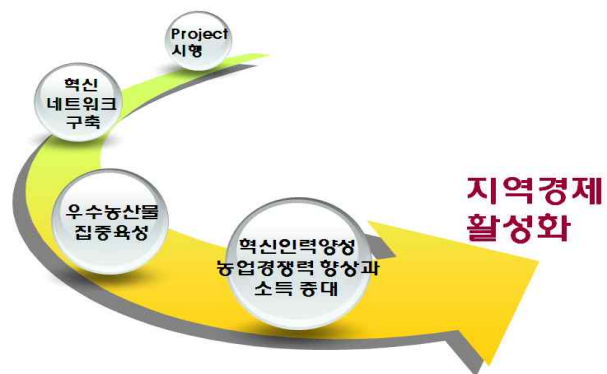 Project
시행
혁신
네트워크
구축
우수농산물
집중육성
혁신인력양성
농업경쟁력 향상과
소득 증대
지역경제
활성화